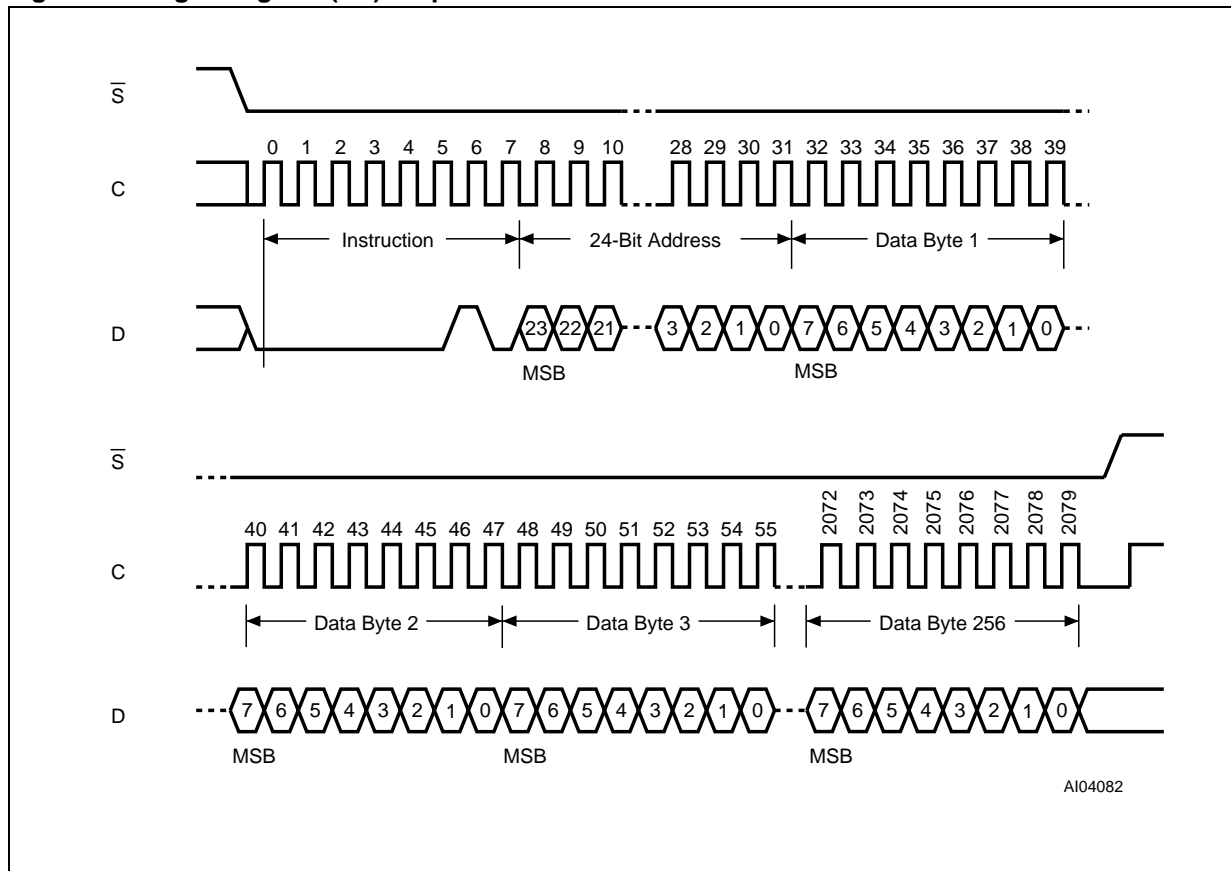 S
0 1 2 3 4 5 6 7 8 9 10 28 29 30 31 32 33 34 35 36 37 38 39
C
Instruction 24-Bit Address Data Byte 1
D 23 22 21 3 2 1 0 7 6 5 4 3 2 1 0
MSB MSB
S
2072 2073 2074 2075 2076 2077 2078 2079
40 41 42 43 44 45 46 47 48 49 50 51 52 53 54 55
C
Data Byte 2 Data Byte 3 Data Byte 256
D 7 6 5 4 3 2 1 0 7 6 5 4 3 2 1 0 7 6 5 4 3 2 1 0
MSB MSB MSB
AI04082